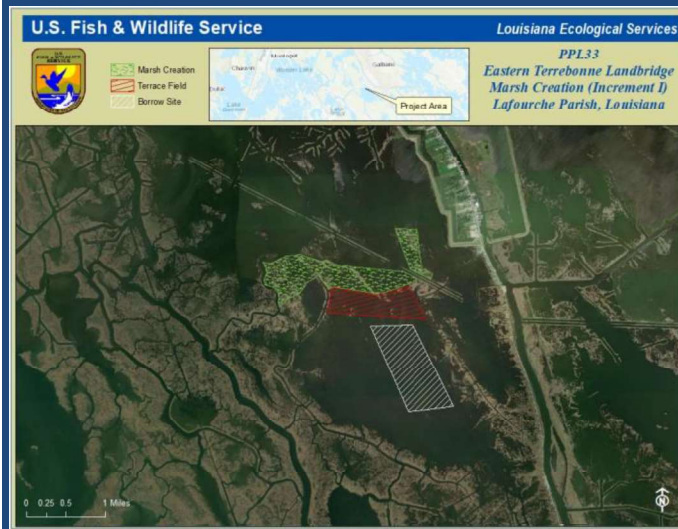 U.S. Fish & Wildlife Service
Louisiana Ecological Services
Marsh Creation
Terrace Field
Borrow Site
Project Area
PPL33
Eastern Terrebonne Landbridge
Marsh Creation (Increment I)
Lafourche Parish, Louisiana
0 0.25 0.5 1 Miles
N